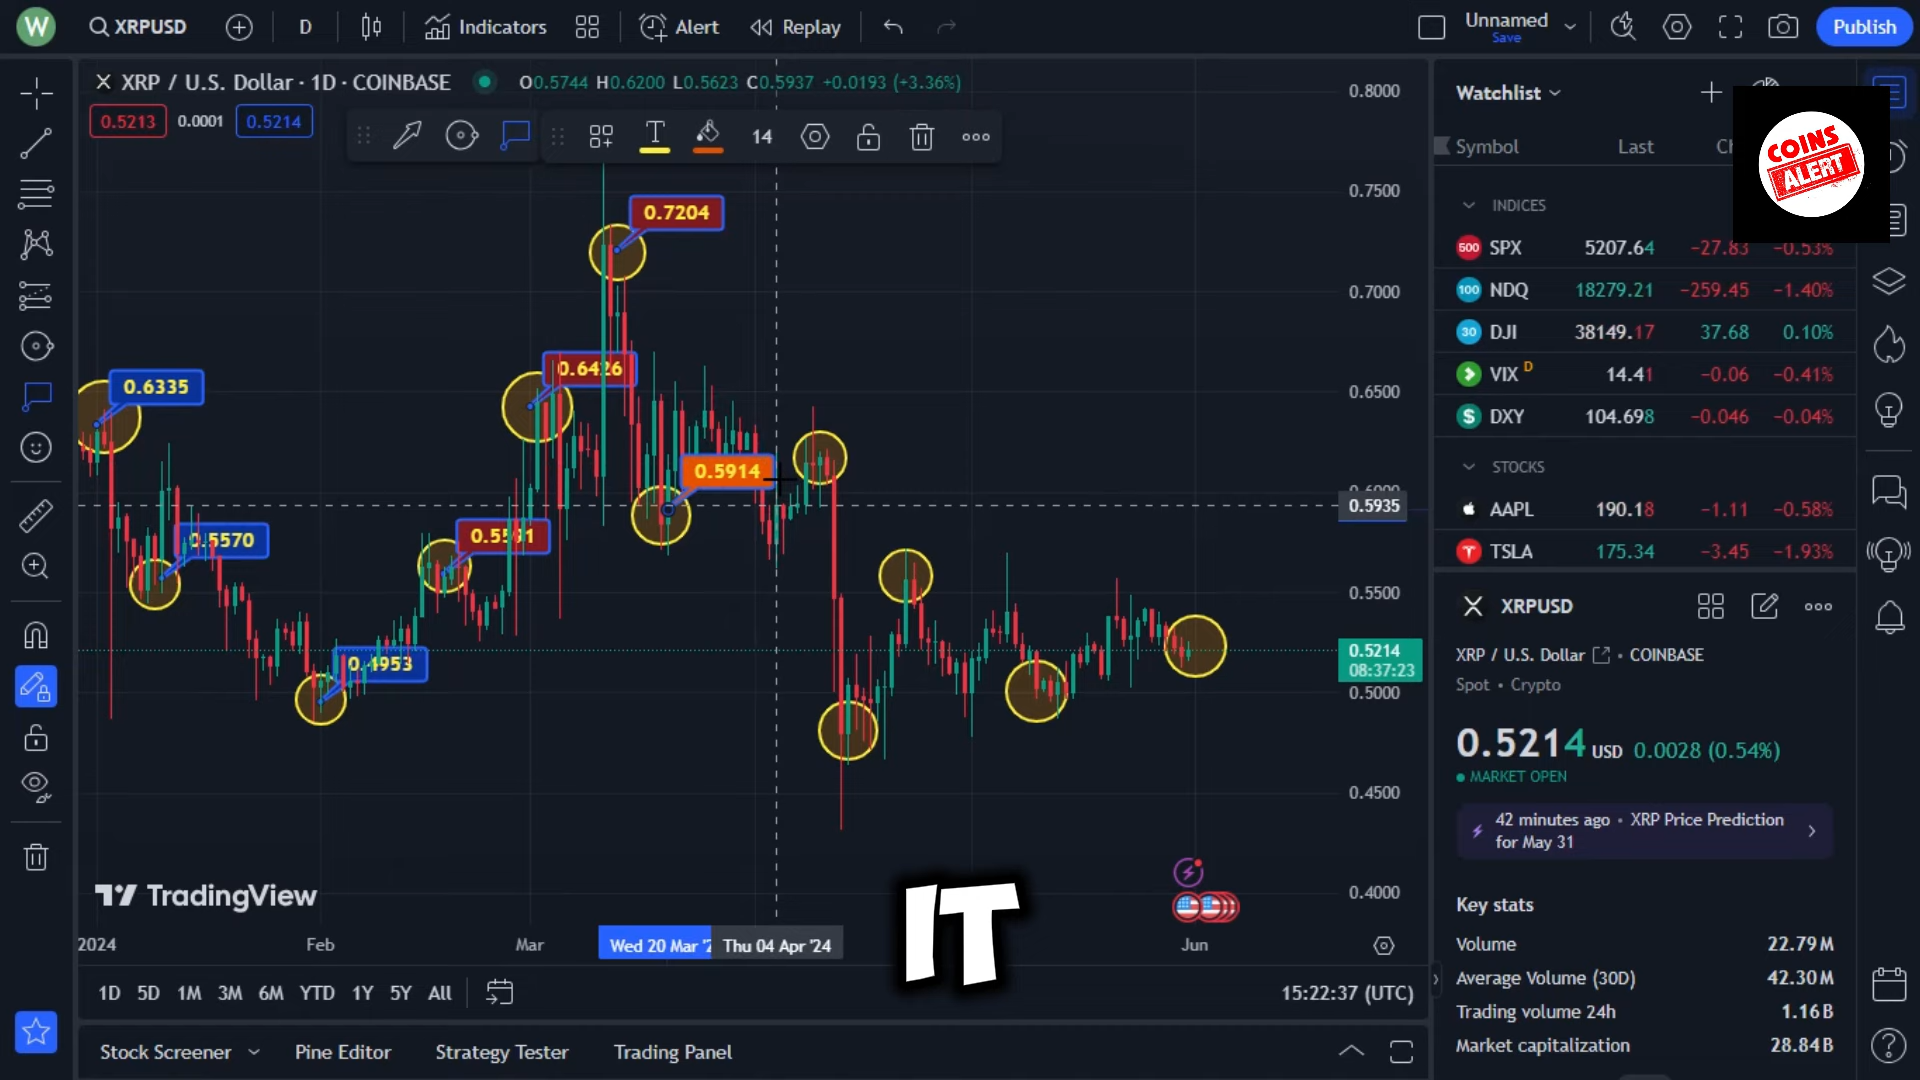 W XRPUSD D Indicators Alert Replay Unnamed Save Publish
XRP / U.S. Dollar · 1D · COINBASE O0.5744 H0.6200 L0.5623 C0.5937 +0.0193 (+3.36%)
0.5213 0.0001 0.5214
14
0.8000
0.7500
0.7000
0.6500
0.5935
0.5500
0.5214
08:37:23
0.5000
0.4500
0.4000
0.7204
0.6426
0.6335
0.5914
0.5570
0.4953
TradingView
IT
2024 Feb Mar Wed 20 Mar ' Thu 04 Apr '24 Jun
1D 5D 1M 3M 6M YTD 1Y 5Y All 15:22:37 (UTC)
Stock Screener Pine Editor Strategy Tester Trading Panel
Watchlist
COINS
ALERT
Symbol Last
INDICES
500 SPX 5207.64 −27.83 −0.53%
100 NDQ 18279.21 −259.45 −1.40%
30 DJI 38149.17 37.68 0.10%
VIX D 14.41 −0.06 −0.41%
$ DXY 104.698 −0.046 −0.04%
STOCKS
AAPL 190.18 −1.11 −0.58%
TSLA 175.34 −3.45 −1.93%
XRPUSD
XRP / U.S. Dollar • COINBASE
Spot • Crypto
0.5214 USD 0.0028 (0.54%)
MARKET OPEN
42 minutes ago • XRP Price Prediction
for May 31
Key stats
Volume 22.79M
Average Volume (30D) 42.30M
Trading volume 24h 1.16B
Market capitalization 28.84B